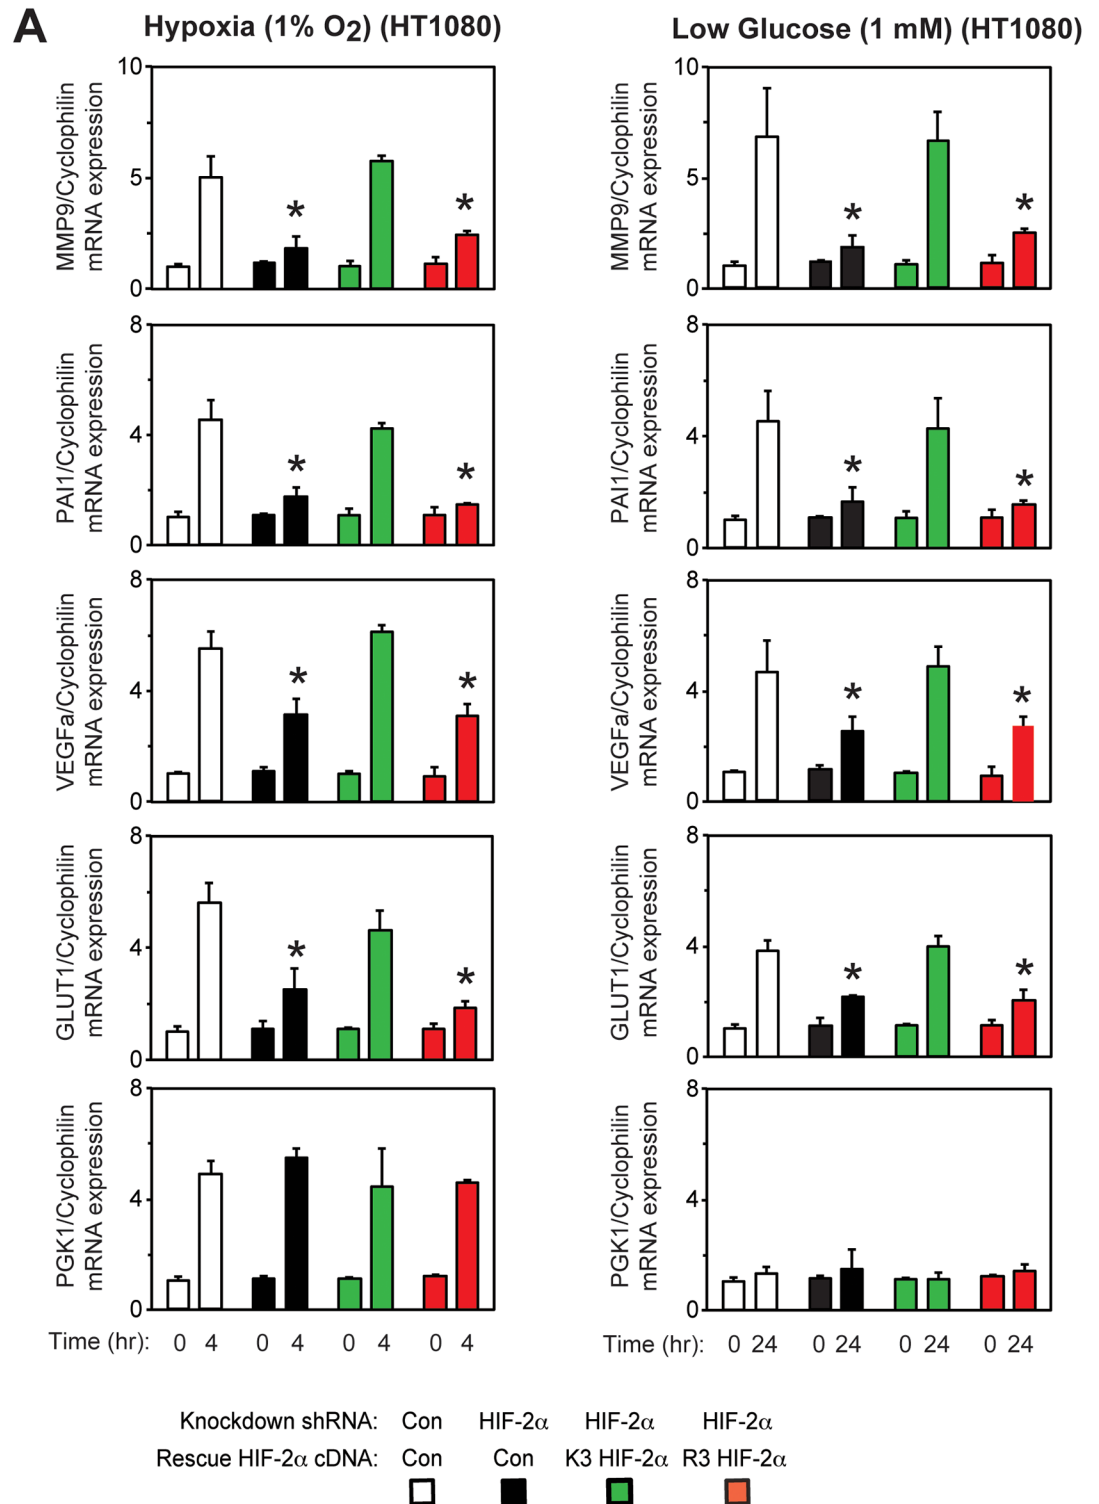 A
Hypoxia (1% O2) (HT1080)
Low Glucose (1 mM) (HT1080)
MMP9/Cyclophilin
mRNA expression
10
5
0
*
*
MMP9/Cyclophilin
mRNA expression
10
5
0
*
*
PAI1/Cyclophilin
mRNA expression
8
4
0
*
*
PAI1/Cyclophilin
mRNA expression
8
4
0
*
*
VEGFa/Cyclophilin
mRNA expression
8
4
0
*
*
VEGFa/Cyclophilin
mRNA expression
8
4
0
*
*
GLUT1/Cyclophilin
mRNA expression
8
4
0
*
*
GLUT1/Cyclophilin
mRNA expression
8
4
0
*
*
PGK1/Cyclophilin
mRNA expression
8
4
0
PGK1/Cyclophilin
mRNA expression
8
4
0
Time (hr): 0 4 0 4 0 4 0 4
Time (hr): 0 24 0 24 0 24 0 24
Knockdown shRNA: Con HIF-2α HIF-2α HIF-2α
Rescue HIF-2α cDNA: Con Con K3 HIF-2α R3 HIF-2α